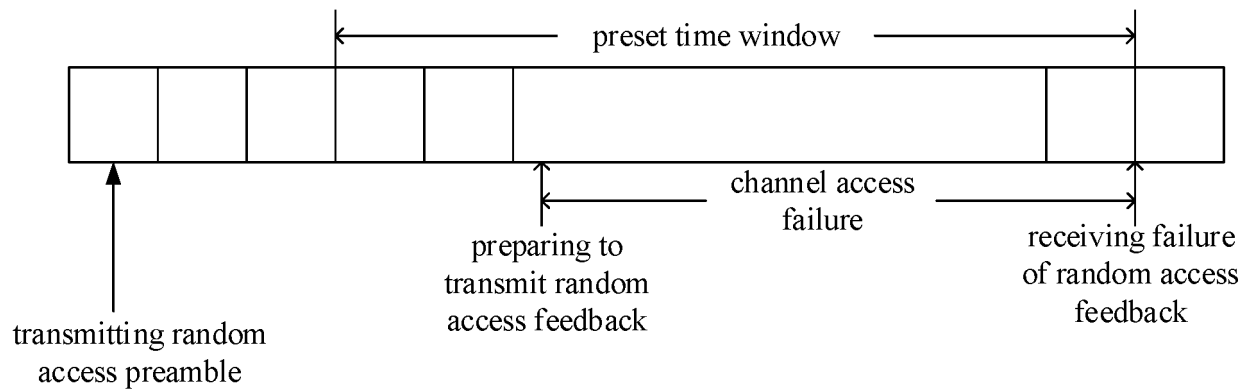 preset time window
channel access
failure
preparing to
transmit random
access feedback
receiving failure
of random access
feedback
transmitting random
access preamble